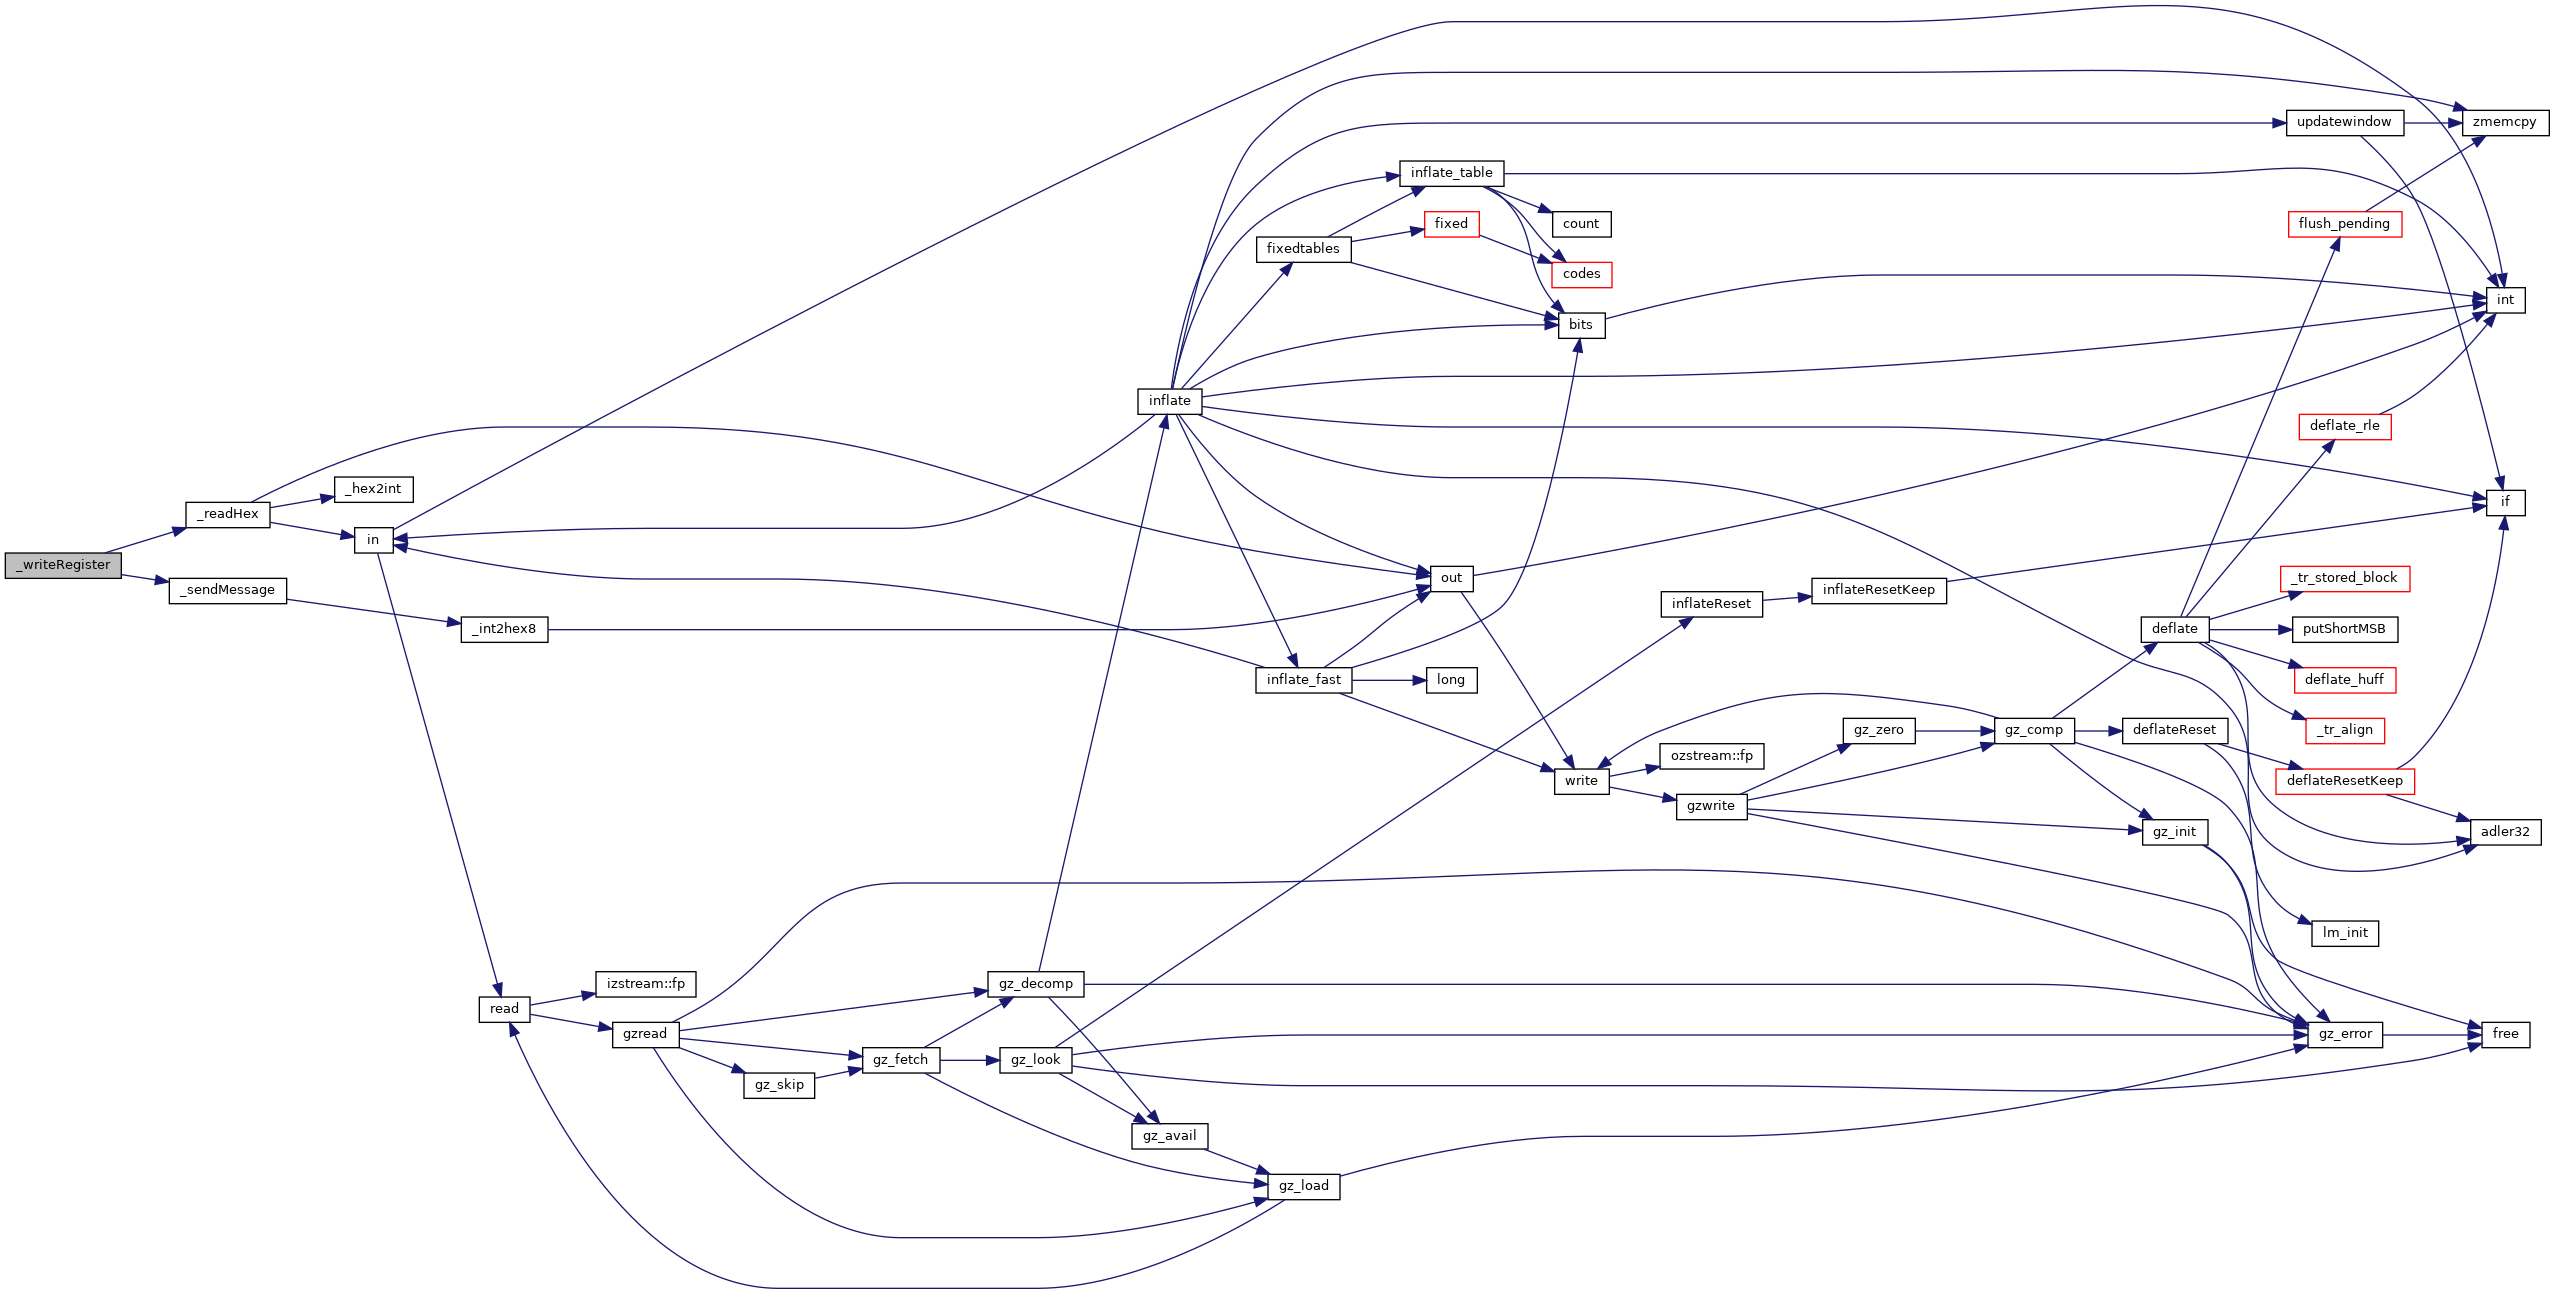 _writeRegister
_readHex
_sendMessage
_hex2int
in
_int2hex8
read
izstream::fp
gzread
gz_skip
gz_fetch
gz_decomp
gz_look
gz_avail
gz_load
inflate
fixedtables
inflate_fast
inflate_table
fixed
out
long
count
codes
bits
write
ozstream::fp
gzwrite
inflateReset
inflateResetKeep
gz_zero
gz_comp
deflate
deflateReset
gz_init
updatewindow
flush_pending
deflate_rle
_tr_stored_block
putShortMSB
deflate_huff
_tr_align
deflateResetKeep
lm_init
gz_error
zmemcpy
int
if
adler32
free